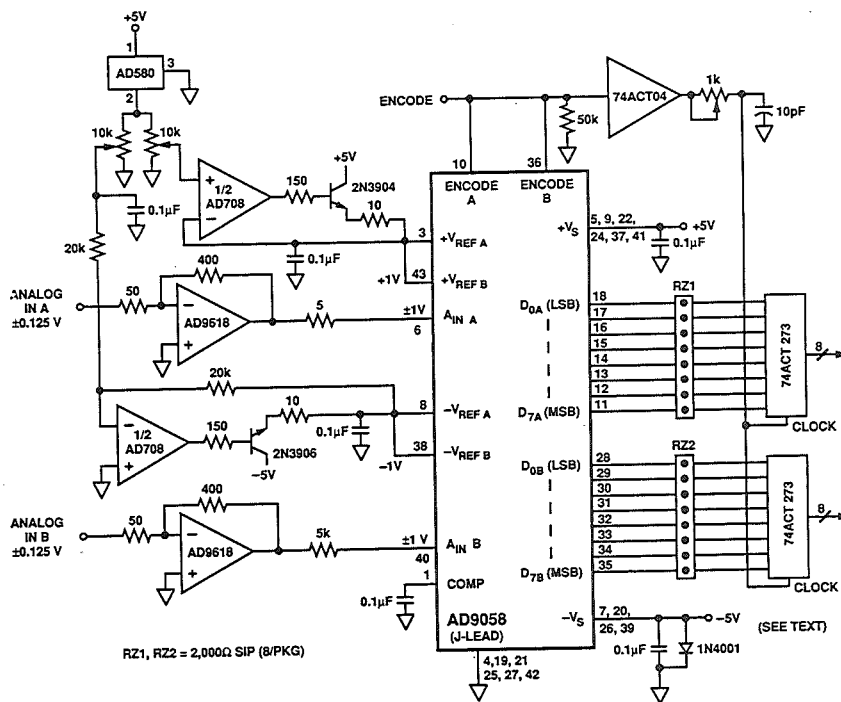 +5V
1
AD580
3
2
10k
10k
0.1µF
20k
+
1/2
AD708
−
150
+5V
2N3904
10
0.1µF
ENCODE
50k
74ACT04
1k
10pF
10
36
ENCODE
A
ENCODE
B
3
+VREF A
43
+VREF B
+1V
+VS
5, 9, 22,
24, 37, 41
+5V
0.1µF
ANALOG
IN A
±0.125 V
50
400
−
AD9618
+
5
±1V
6
AIN A
D0A (LSB)
D7A (MSB)
18
17
16
15
14
13
12
11
RZ1
74ACT 273
8
CLOCK
20k
−
1/2
AD708
+
150
10
2N3906
−5V
0.1µF
8
−VREF A
38
−VREF B
−1V
D0B (LSB)
D7B (MSB)
28
29
30
31
32
33
34
35
RZ2
74ACT 273
8
CLOCK
ANALOG
IN B
±0.125 V
50
400
−
AD9618
+
5k
±1 V
40
AIN B
1
COMP
0.1µF
AD9058
(J-LEAD)
−VS
7, 20,
26, 39
−5V
0.1µF
1N4001
(SEE TEXT)
4,19, 21
25, 27, 42
RZ1, RZ2 = 2,000Ω SIP (8/PKG)